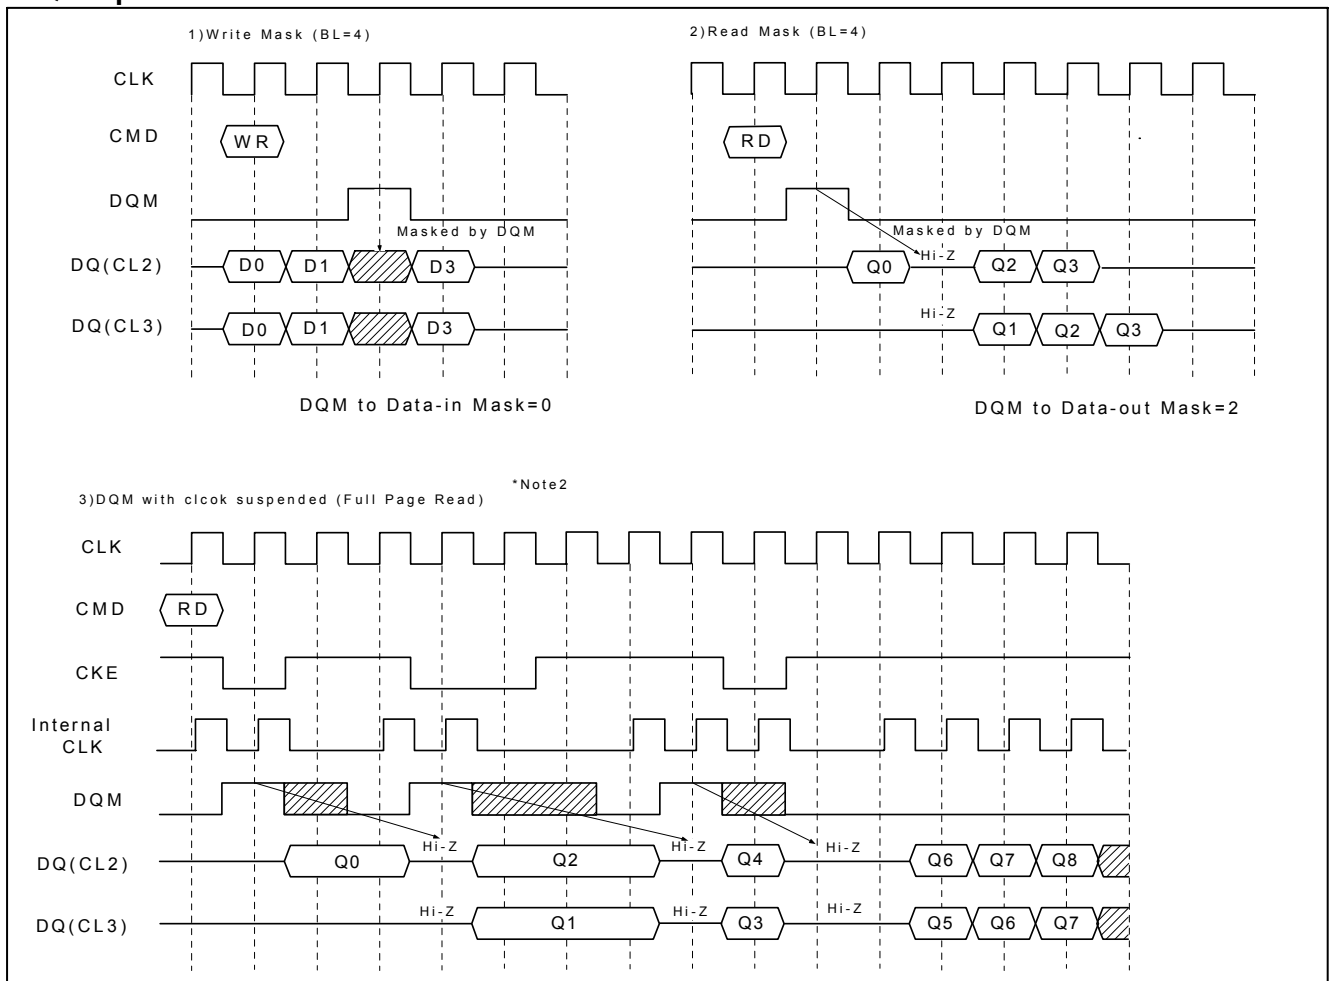 1)Write Mask (BL=4)
2)Read Mask (BL=4)
CLK
CMD
WR
RD
DQM
Masked by DQM
Masked by DQM
DQ(CL2)
D0 D1 D3
Q0 Hi-Z Q2 Q3
DQ(CL3)
D0 D1 D3
Hi-Z Q1 Q2 Q3
DQM to Data-in Mask=0
DQM to Data-out Mask=2
*Note2
3)DQM with clcok suspended (Full Page Read)
CLK
CMD
RD
CKE
Internal
CLK
DQM
DQ(CL2)
Q0 Hi-Z Q2 Hi-Z Q4 Hi-Z Q6 Q7 Q8
DQ(CL3)
Hi-Z Q1 Hi-Z Q3 Hi-Z Q5 Q6 Q7